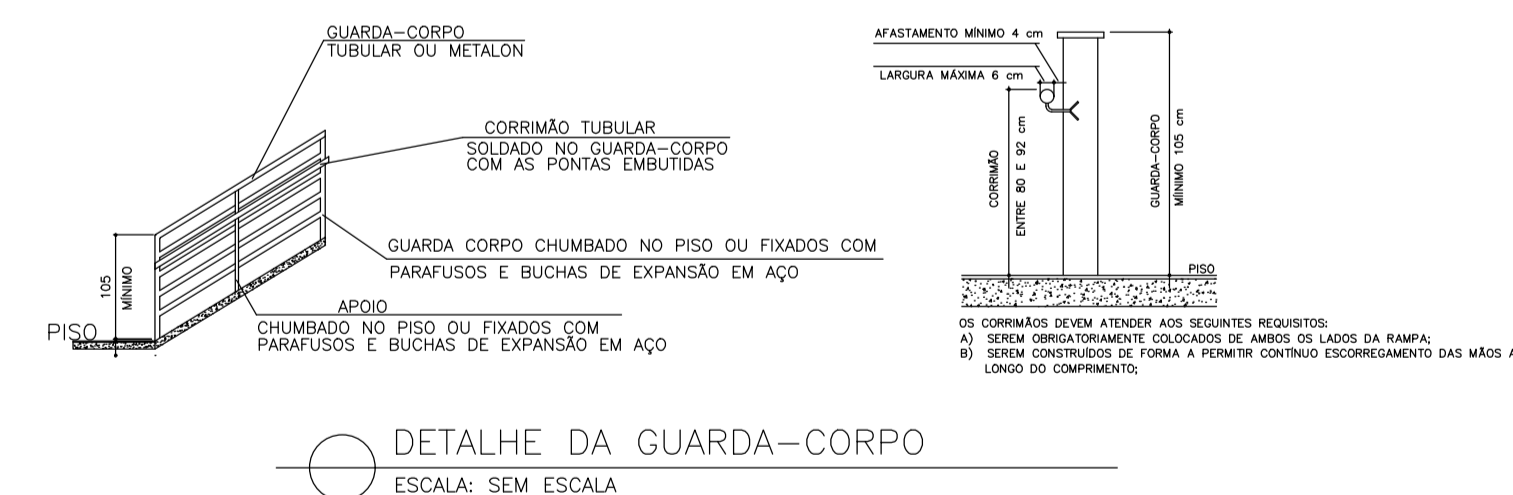 GUARDA-CORPO
TUBULAR OU METALON
CORRIMÃO TUBULAR
SOLDADO NO GUARDA-CORPO
COM AS PONTAS EMBUTIDAS
GUARDA CORPO CHUMBADO NO PISO OU FIXADOS COM
PARAFUSOS E BUCHAS DE EXPANSÃO EM AÇO
APOIO
CHUMBADO NO PISO OU FIXADOS COM
PARAFUSOS E BUCHAS DE EXPANSÃO EM AÇO
105
MÍNIMO
PISO
AFASTAMENTO MÍNIMO 4 cm
LARGURA MÁXIMA 6 cm
CORRIMÃO
ENTRE 80 E 92 cm
GUARDA-CORPO
MÍINIMO 105 cm
PISO
OS CORRIMÃOS DEVEM ATENDER AOS SEGUINTES REQUISITOS:
A) SEREM OBRIGATORIAMENTE COLOCADOS DE AMBOS OS LADOS DA RAMPA;
B) SEREM CONSTRUÍDOS DE FORMA A PERMITIR CONTÍNUO ESCORREGAMENTO DAS MÃOS A
LONGO DO COMPRIMENTO;
DETALHE DA GUARDA-CORPO
ESCALA: SEM ESCALA